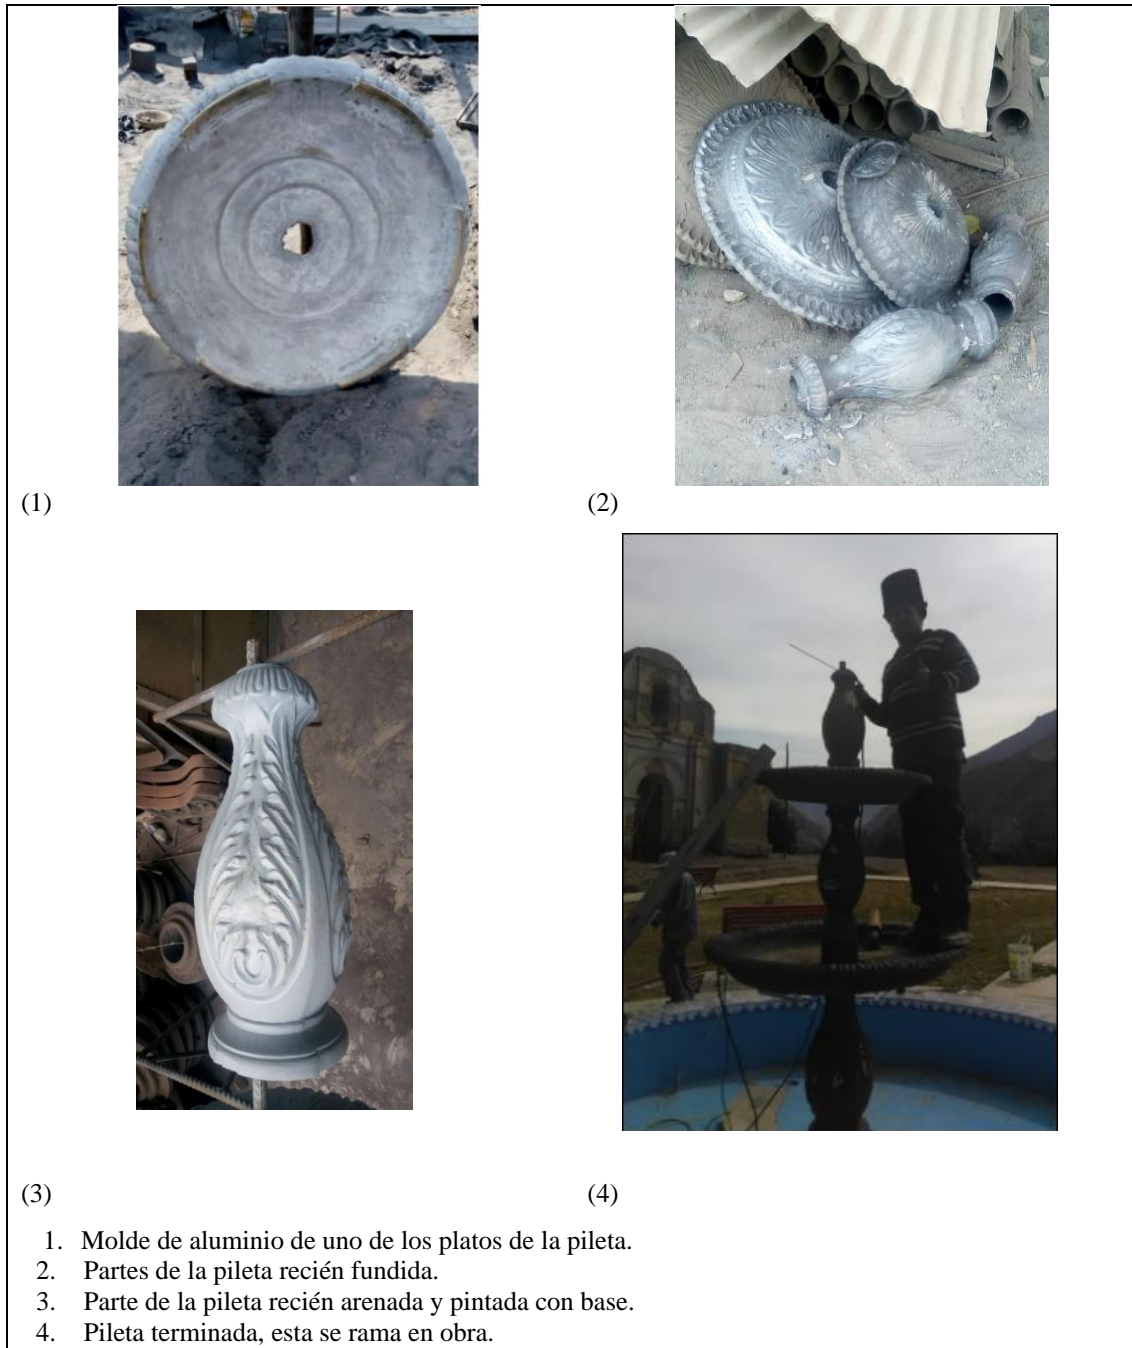 (1)
(2)
(3)
(4)
1. Molde de aluminio de uno de los platos de la pileta.
2. Partes de la pileta recién fundida.
3. Parte de la pileta recién arenada y pintada con base.
4. Pileta terminada, esta se rama en obra.